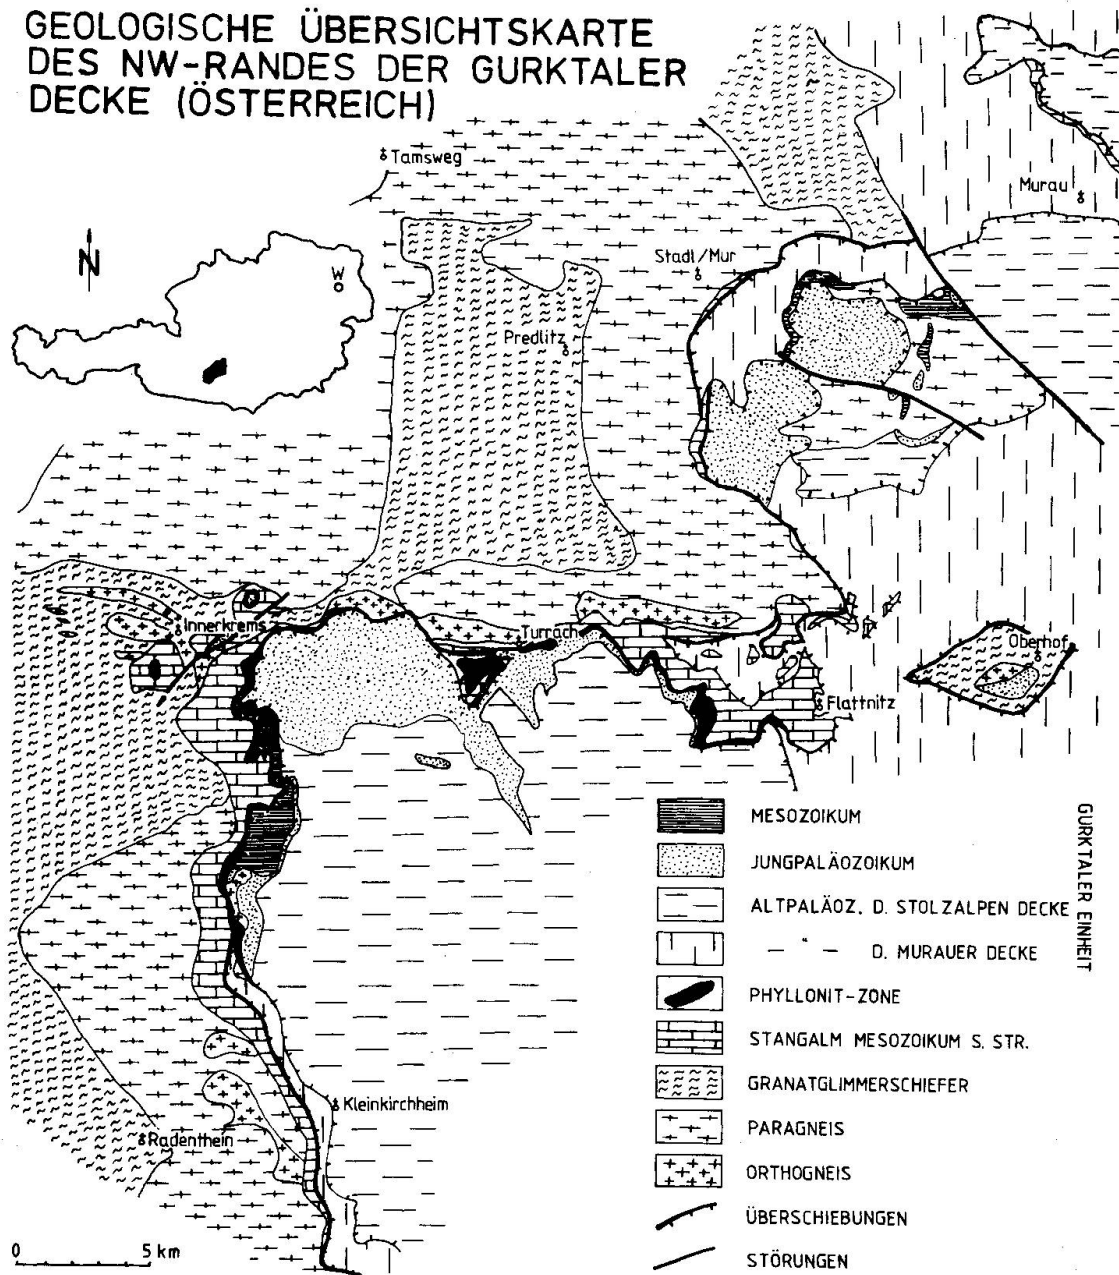 GEOLOGISCHE ÜBERSICHTSKARTE
DES NW-RANDES DER GURKTALER
DECKE (ÖSTERREICH)
Tamsweg
Murau
N
W
Stadl/Mur
Predlitz
Innerkrems
Turrach
Oberhof
Flattnitz
MESOZOIKUM
JUNGPALÄOZOIKUM
ALTPALÄOZ. D. STOLZALPEN DECKE
— " — D. MURAUER DECKE
GURKTALER EINHEIT
PHYLLONIT-ZONE
STANGALM MESOZOIKUM S. STR.
GRANATGLIMMERSCHIEFER
Kleinkirchheim
PARAGNEIS
Radenthein
ORTHOGNEIS
ÜBERSCHIEBUNGEN
0 5 km
STÖRUNGEN